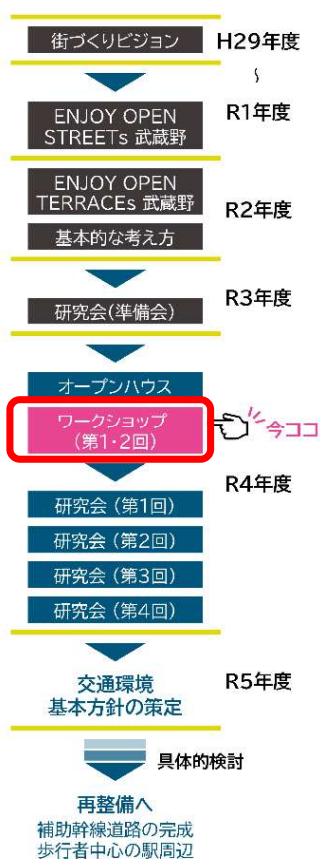 街づくりビジョン
H29年度
〜
ENJOY OPEN
STREETs 武蔵野
R1年度
ENJOY OPEN
TERRACEs 武蔵野
基本的な考え方
R2年度
研究会(準備会)
R3年度
オープンハウス
ワークショップ
(第1・2回)
今ココ
R4年度
研究会(第1回)
研究会(第2回)
研究会(第3回)
研究会(第4回)
交通環境
基本方針の策定
R5年度
具体的検討
再整備へ
補助幹線道路の完成
歩行者中心の駅周辺